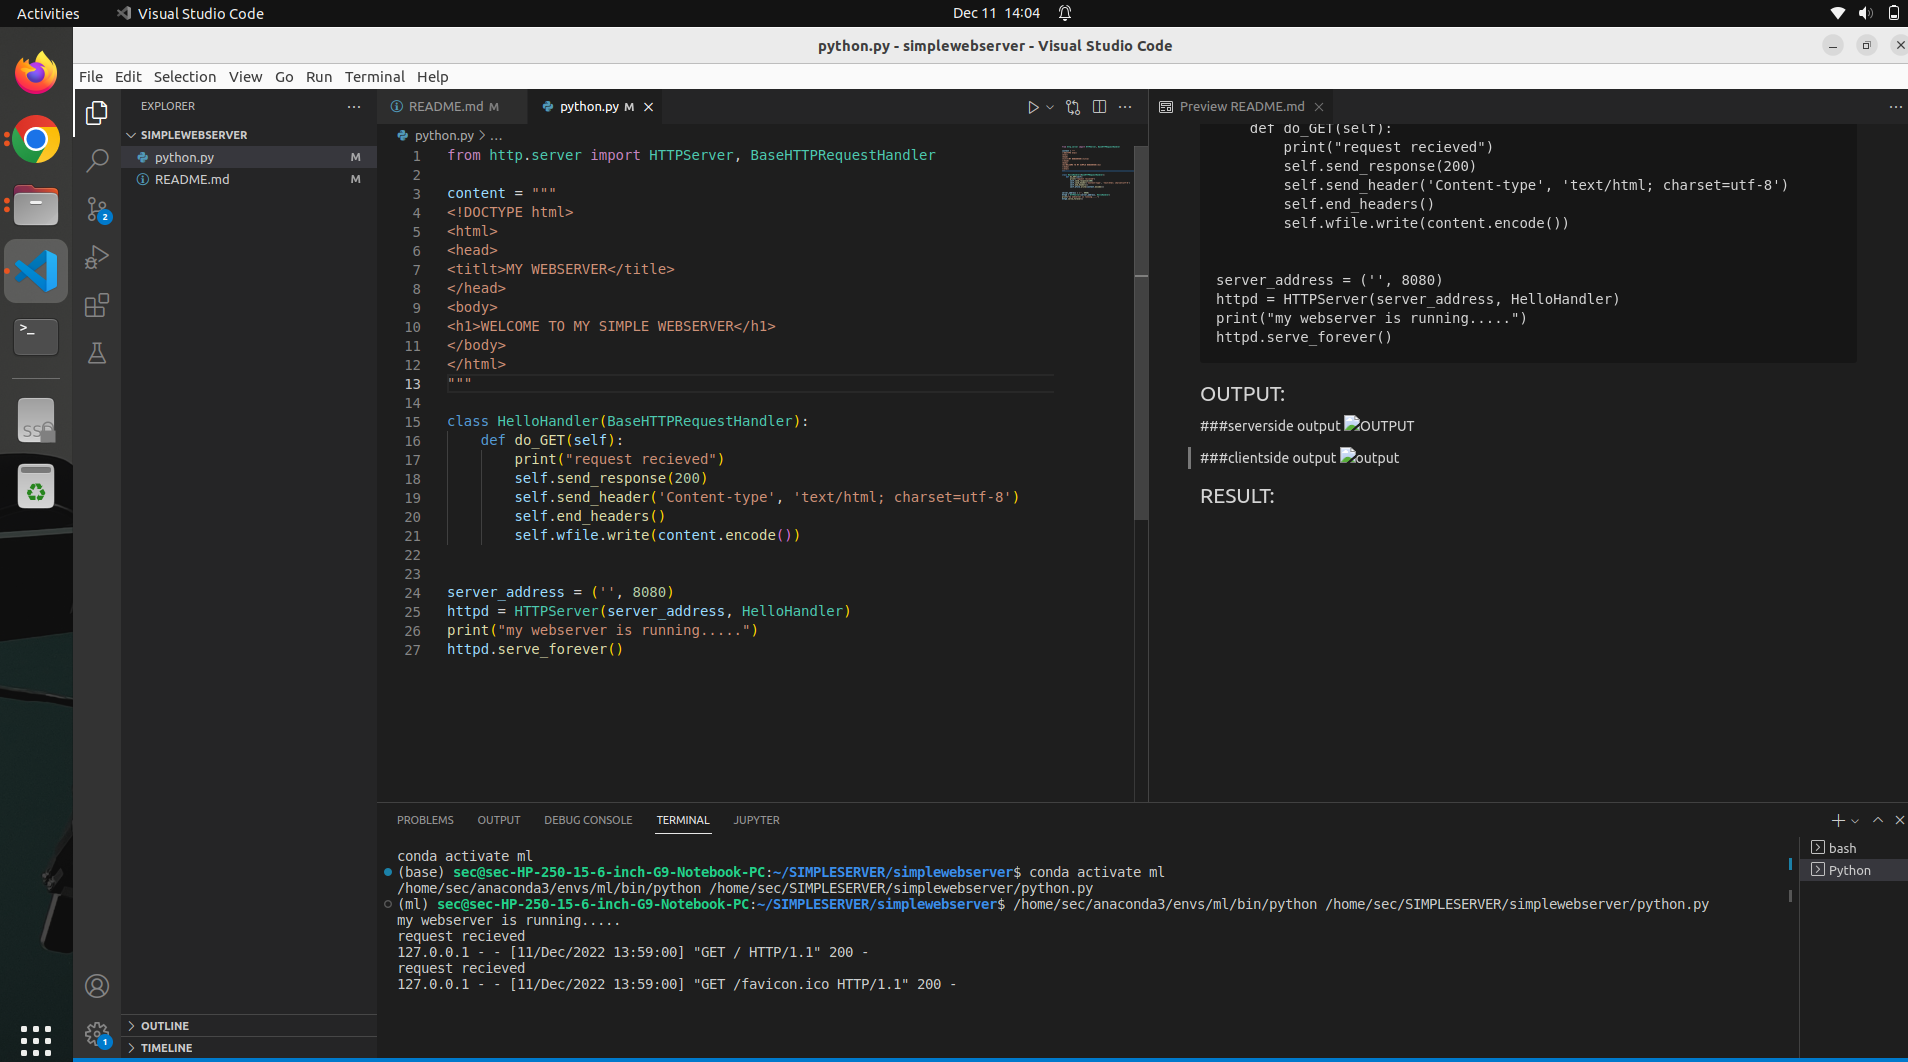 Activities
Visual Studio Code
Dec 11 14:04
python.py - simplewebserver - Visual Studio Code
File Edit Selection View Go Run Terminal Help
EXPLORER
SIMPLEWEBSERVER
python.py M
README.md M
2
SSD
1
OUTLINE
TIMELINE
README.md M
python.py M
python.py > ...
1 from http.server import HTTPServer, BaseHTTPRequestHandler
2
3 content = """
4 <!DOCTYPE html>
5 <html>
6 <head>
7 <titlt>MY WEBSERVER</title>
8 </head>
9 <body>
10 <h1>WELCOME TO MY SIMPLE WEBSERVER</h1>
11 </body>
12 </html>
13 """
14
15 class HelloHandler(BaseHTTPRequestHandler):
16     def do_GET(self):
17         print("request recieved")
18         self.send_response(200)
19         self.send_header('Content-type', 'text/html; charset=utf-8')
20         self.end_headers()
21         self.wfile.write(content.encode())
22
23
24 server_address = ('', 8080)
25 httpd = HTTPServer(server_address, HelloHandler)
26 print("my webserver is running.....")
27 httpd.serve_forever()
Preview README.md
def do_GET(self):
print("request recieved")
self.send_response(200)
self.send_header('Content-type', 'text/html; charset=utf-8')
self.end_headers()
self.wfile.write(content.encode())
server_address = ('', 8080)
httpd = HTTPServer(server_address, HelloHandler)
print("my webserver is running.....")
httpd.serve_forever()
OUTPUT:
###serverside output OUTPUT
###clientside output output
RESULT:
PROBLEMS OUTPUT DEBUG CONSOLE TERMINAL JUPYTER
conda activate ml
(base) sec@sec-HP-250-15-6-inch-G9-Notebook-PC:~/SIMPLESERVER/simplewebserver$ conda activate ml
/home/sec/anaconda3/envs/ml/bin/python /home/sec/SIMPLESERVER/simplewebserver/python.py
(ml) sec@sec-HP-250-15-6-inch-G9-Notebook-PC:~/SIMPLESERVER/simplewebserver$ /home/sec/anaconda3/envs/ml/bin/python /home/sec/SIMPLESERVER/simplewebserver/python.py
my webserver is running.....
request recieved
127.0.0.1 - - [11/Dec/2022 13:59:00] "GET / HTTP/1.1" 200 -
request recieved
127.0.0.1 - - [11/Dec/2022 13:59:00] "GET /favicon.ico HTTP/1.1" 200 -
bash
Python